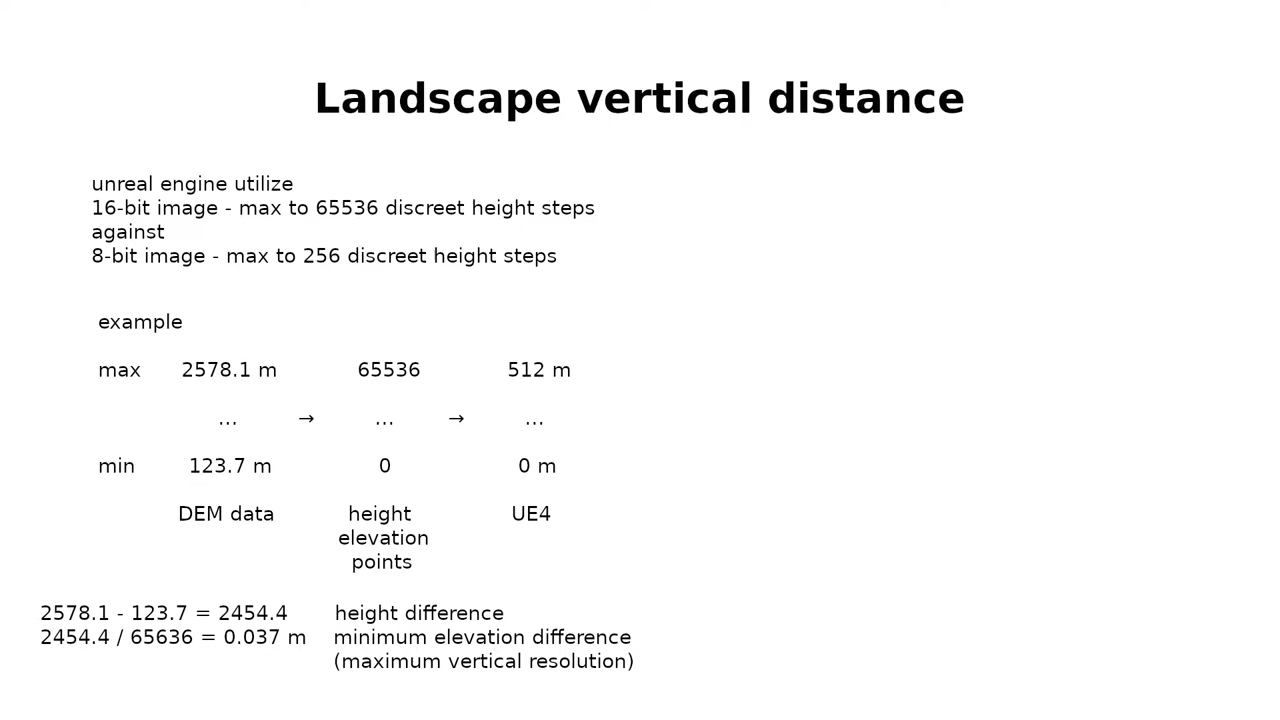 Landscape vertical distance
unreal engine utilize
16-bit image - max to 65536 discreet height steps
against
8-bit image - max to 256 discreet height steps
example
max 2578.1 m 65536 512 m
... → ... → ...
min 123.7 m 0 0 m
DEM data height UE4
elevation
points
2578.1 - 123.7 = 2454.4 height difference
2454.4 / 65636 = 0.037 m minimum elevation difference
(maximum vertical resolution)